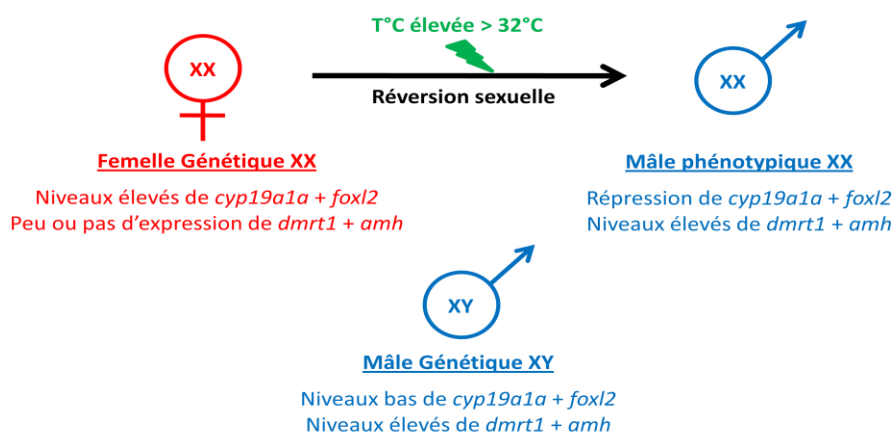 T°C élevée > 32°C
XX
XX
Réversion sexuelle
Femelle Génétique XX
Niveaux élevés de cyp19a1a + foxl2
Peu ou pas d'expression de dmrt1 + amh
Mâle phénotypique XX
Répression de cyp19a1a + foxl2
Niveaux élevés de dmrt1 + amh
XY
Mâle Génétique XY
Niveaux bas de cyp19a1a + foxl2
Niveaux élevés de dmrt1 + amh